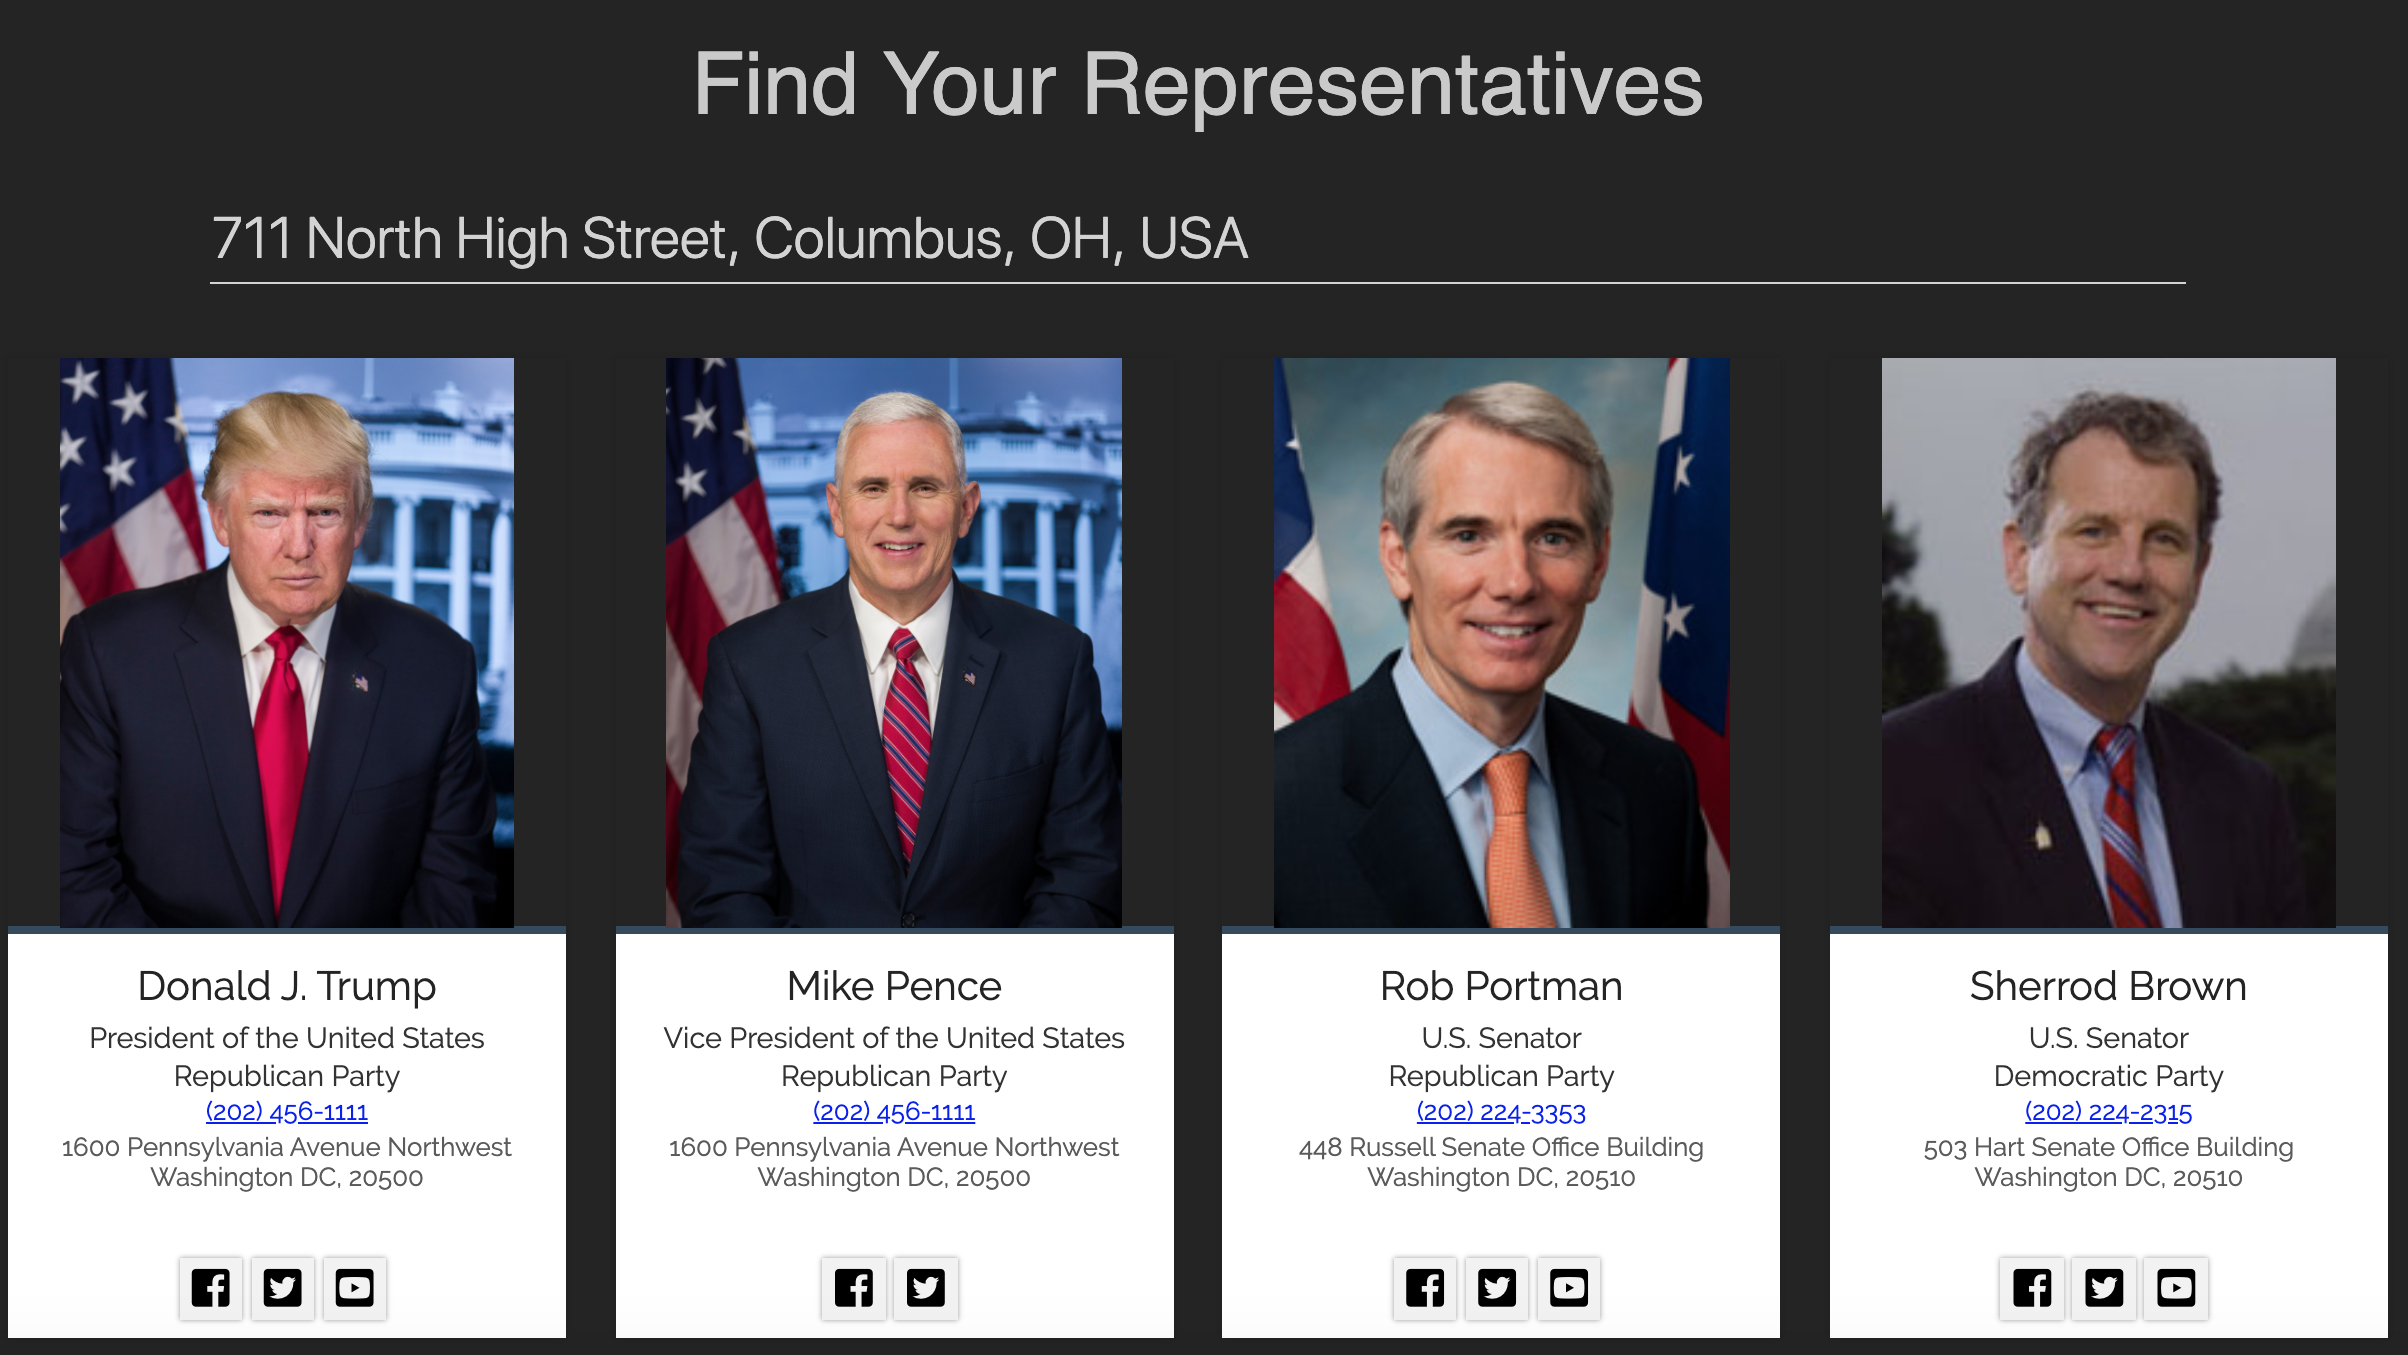 Find Your Representatives
711 North High Street, Columbus, OH, USA
Donald J. Trump
President of the United States
Republican Party
(202) 456-1111
1600 Pennsylvania Avenue Northwest
Washington DC, 20500
Mike Pence
Vice President of the United States
Republican Party
(202) 456-1111
1600 Pennsylvania Avenue Northwest
Washington DC, 20500
Rob Portman
U.S. Senator
Republican Party
(202) 224-3353
448 Russell Senate Office Building
Washington DC, 20510
Sherrod Brown
U.S. Senator
Democratic Party
(202) 224-2315
503 Hart Senate Office Building
Washington DC, 20510